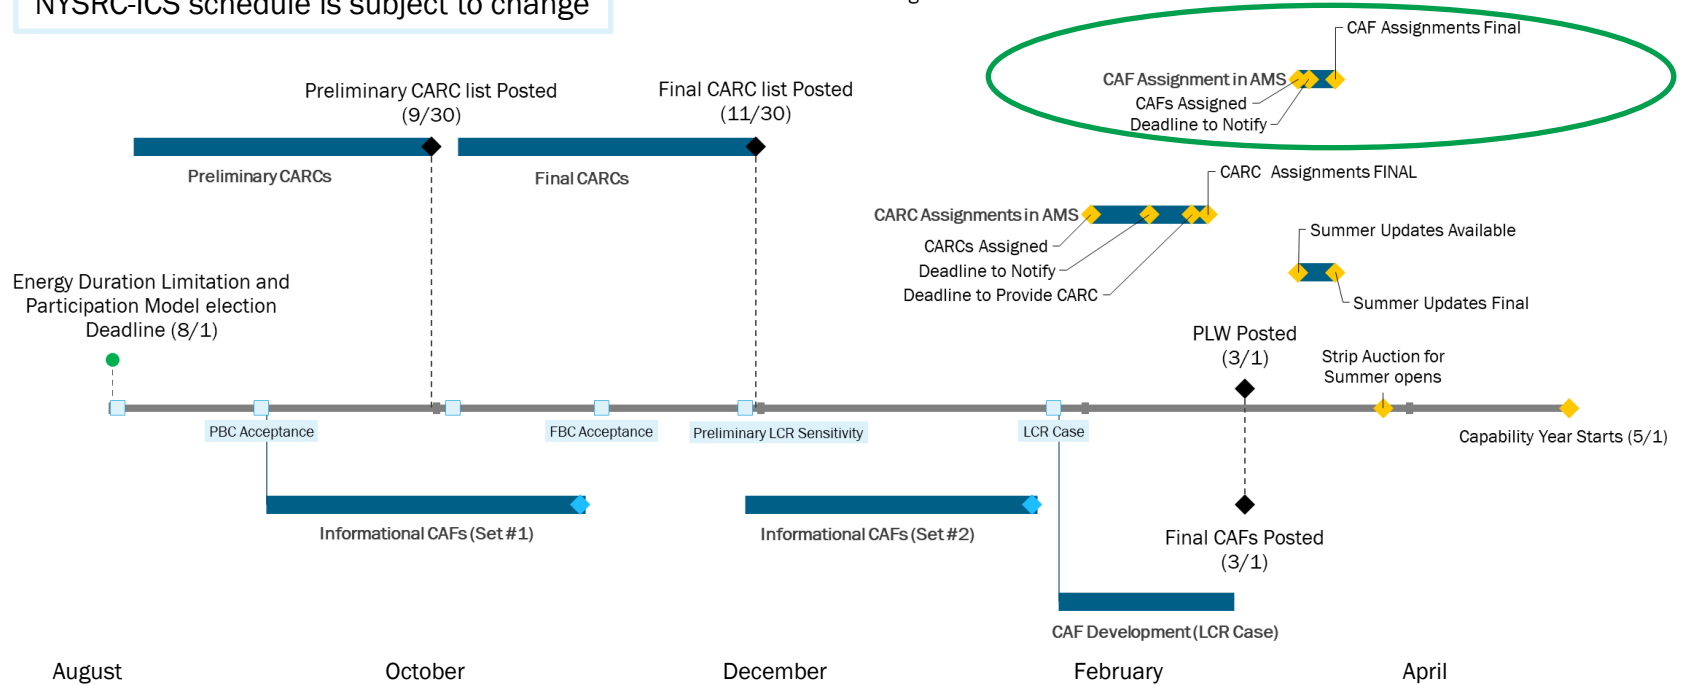 NYSRC-ICS schedule is subject to change
CAF Assignments Final
CAF Assignment in AMS
CAFs Assigned
Deadline to Notify
Preliminary CARC list Posted
(9/30)
Final CARC list Posted
(11/30)
Preliminary CARCs
Final CARCs
CARC Assignments FINAL
CARC Assignments in AMS
CARCs Assigned
Deadline to Notify
Deadline to Provide CARC
Summer Updates Available
Summer Updates Final
Energy Duration Limitation and
Participation Model election
Deadline (8/1)
PLW Posted
(3/1)
Strip Auction for
Summer opens
PBC Acceptance
FBC Acceptance
Preliminary LCR Sensitivity
LCR Case
Capability Year Starts (5/1)
Informational CAFs (Set #1)
Informational CAFs (Set #2)
Final CAFs Posted
(3/1)
CAF Development (LCR Case)
August
October
December
February
April